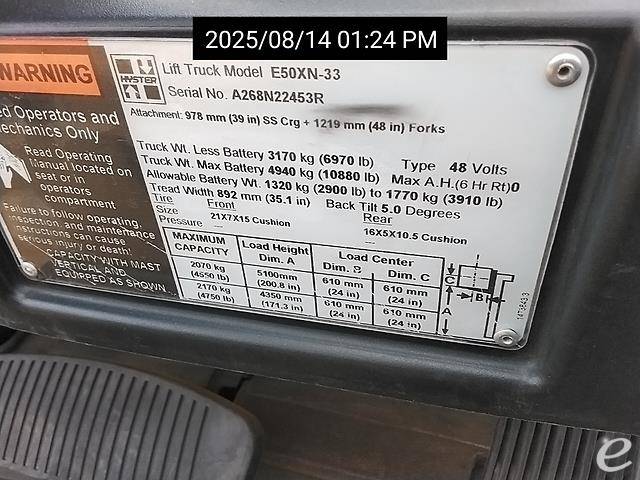 2025/08/14 01:24 PM
WARNING
HYSTER
Lift Truck Model E50XN-33
Serial No. A268N22453R
Attachment: 978 mm (39 in) SS Crg + 1219 mm (48 in) Forks
ed Operators and
echanics Only
Read Operating
Manual located on
seat or in
operators
compartment
Failure to follow operating,
inspection, and maintenance
instructions can cause
serious injury or death!
CAPACITY WITH MAST
VERTICAL AND
EQUIPPED AS SHOWN
Truck Wt. Less Battery 3170 kg (6970 lb) Type 48 Volts
Truck Wt. Max Battery 4940 kg (10880 lb) Max A.H.(6 Hr Rt)0
Allowable Battery Wt. 1320 kg (2900 lb) to 1770 kg (3910 lb)
Tread Width 892 mm (35.1 in) Back Tilt 5.0 Degrees
Tire Front Rear
Size 21X7X15 Cushion 16X5X10.5 Cushion
Pressure --- ---
MAXIMUM CAPACITY Load Height Dim. A Load Center
Dim. B Dim. C
2070 kg (4550 lb) 5100mm (200.8 in) 610 mm (24 in) 610 mm (24 in)
2170 kg (4750 lb) 4350 mm (171.3 in) 610 mm (24 in) 610 mm (24 in)
C
B
A
e